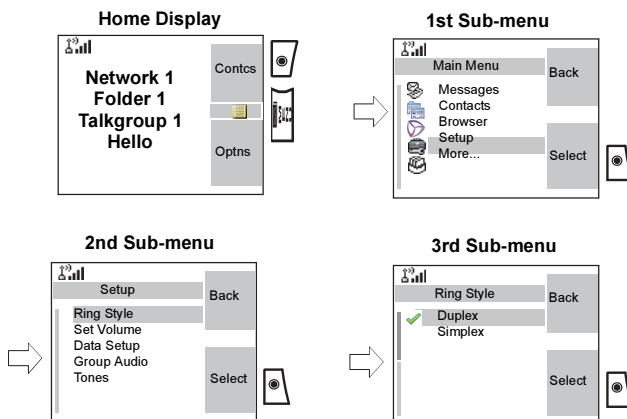 Home Display
Contcs
Network 1
Folder 1
Talkgroup 1
Hello
Optns
1st Sub-menu
Main Menu
Back
Messages
Contacts
Browser
Setup
More...
Select
2nd Sub-menu
Setup
Back
Ring Style
Set Volume
Data Setup
Group Audio
Tones
Select
3rd Sub-menu
Ring Style
Back
Duplex
Simplex
Select